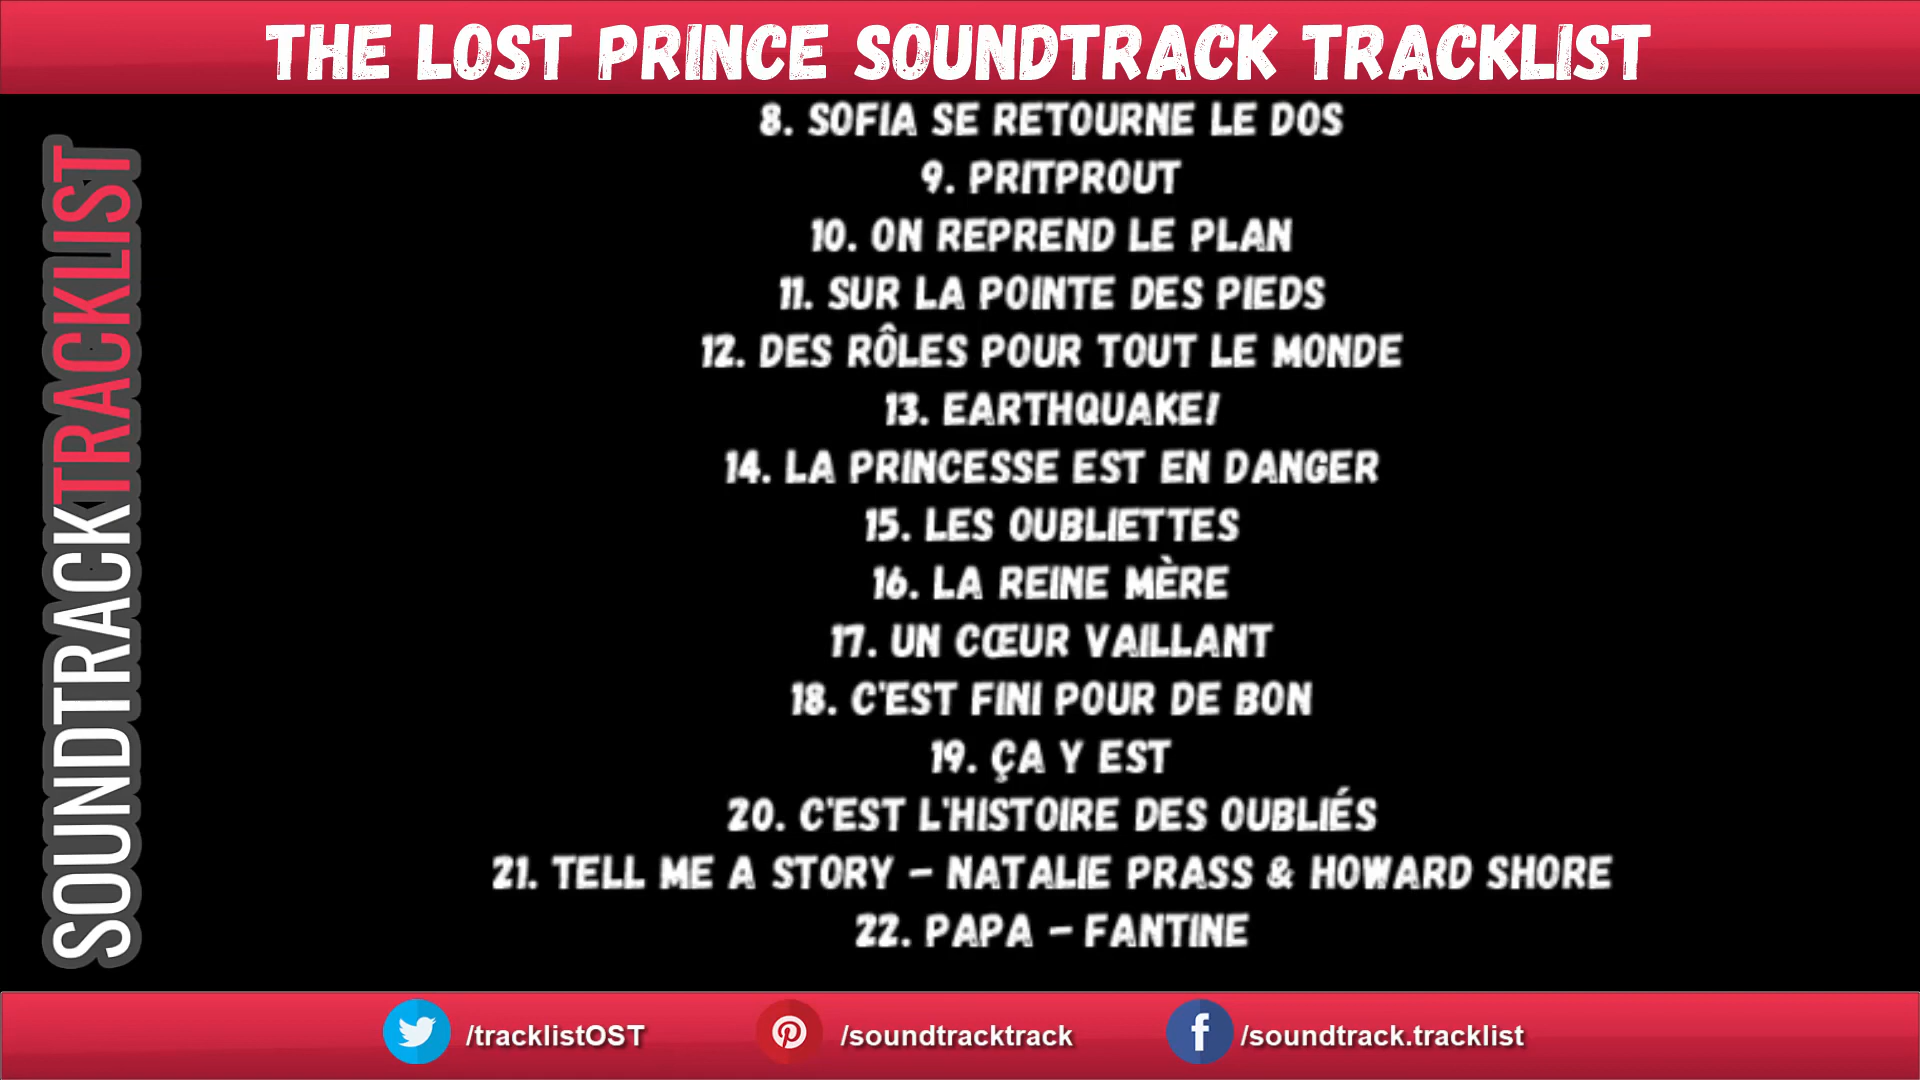 THE LOST PRINCE SOUNDTRACK TRACKLIST
SOUNDTRACKTRACKLIST
8. SOFIA SE RETOURNE LE DOS
9. PRITPROUT
10. ON REPREND LE PLAN
11. SUR LA POINTE DES PIEDS
12. DES RÔLES POUR TOUT LE MONDE
13. EARTHQUAKE!
14. LA PRINCESSE EST EN DANGER
15. LES OUBLIETTES
16. LA REINE MÈRE
17. UN CŒUR VAILLANT
18. C'EST FINI POUR DE BON
19. ÇA Y EST
20. C'EST L'HISTOIRE DES OUBLIÉS
21. TELL ME A STORY - NATALIE PRASS & HOWARD SHORE
22. PAPA - FANTINE
/tracklistOST /soundtracktrack /soundtrack.tracklist